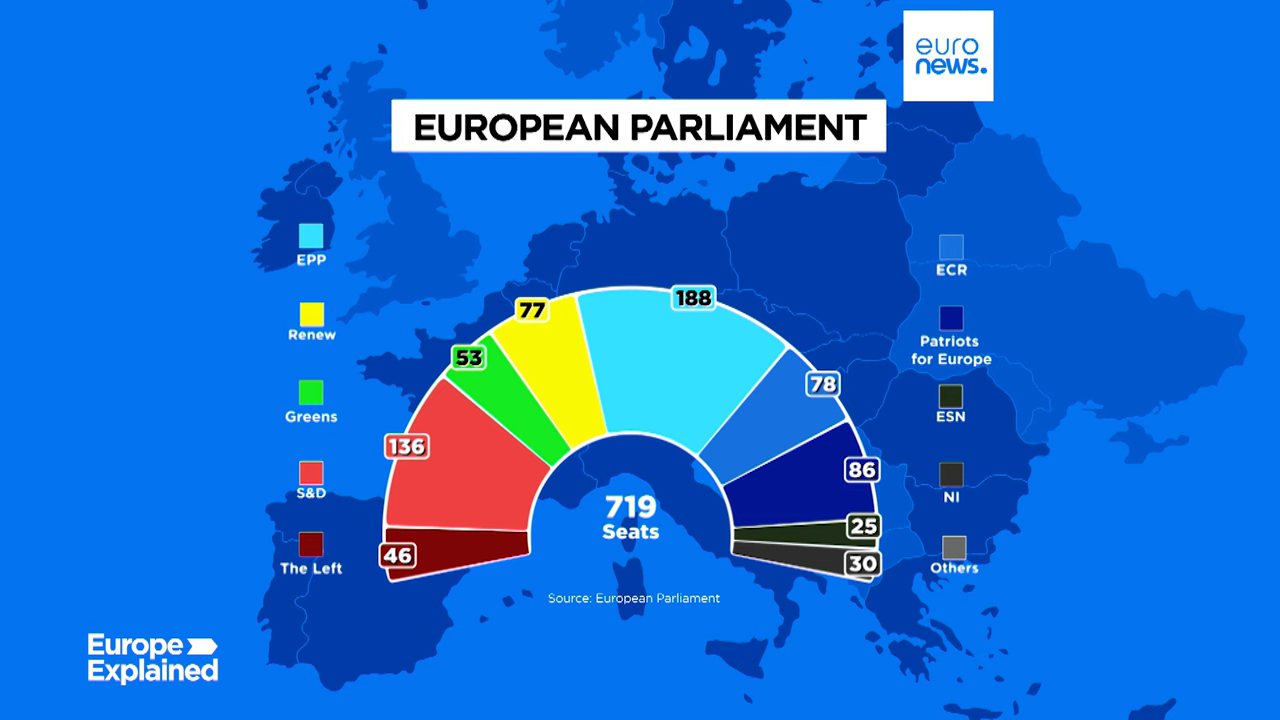 euro
news.
EUROPEAN PARLIAMENT
EPP
Renew
Greens
S&D
The Left
46
136
53
77
188
78
86
25
30
719
Seats
ECR
Patriots
for Europe
ESN
NI
Others
Source: European Parliament
Europe
Explained